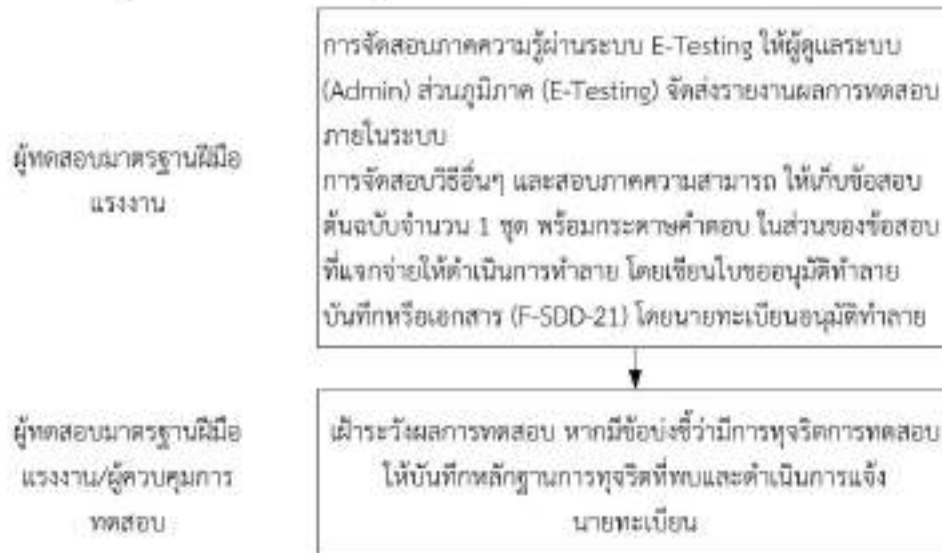 ผู้ทดสอบมาตรฐานฝีมือ
แรงงาน
การจัดสอบภาคความรู้ผ่านระบบ E-Testing ให้ผู้ดูแลระบบ
(Admin) ส่วนภูมิภาค (E-Testing) จัดส่งรายงานผลการทดสอบ
ภายในระบบ
การจัดสอบวิธีอื่นๆ และสอบภาคความสามารถ ให้เก็บข้อสอบ
ต้นฉบับจำนวน 1 ชุด พร้อมกระดาษคำตอบ ในส่วนของข้อสอบ
ที่แจกจ่ายให้ดำเนินการทำลาย โดยเขียนใบขออนุมัติทำลาย
บันทึกหรือเอกสาร (F-SDD-21) โดยนายทะเบียนอนุมัติทำลาย
ผู้ทดสอบมาตรฐานฝีมือ
แรงงาน/ผู้ควบคุมการ
ทดสอบ
เฝ้าระวังผลการทดสอบ หากมีข้อบ่งชี้ว่ามีการทุจริตการทดสอบ
ให้บันทึกหลักฐานการทุจริตที่พบและดำเนินการแจ้ง
นายทะเบียน